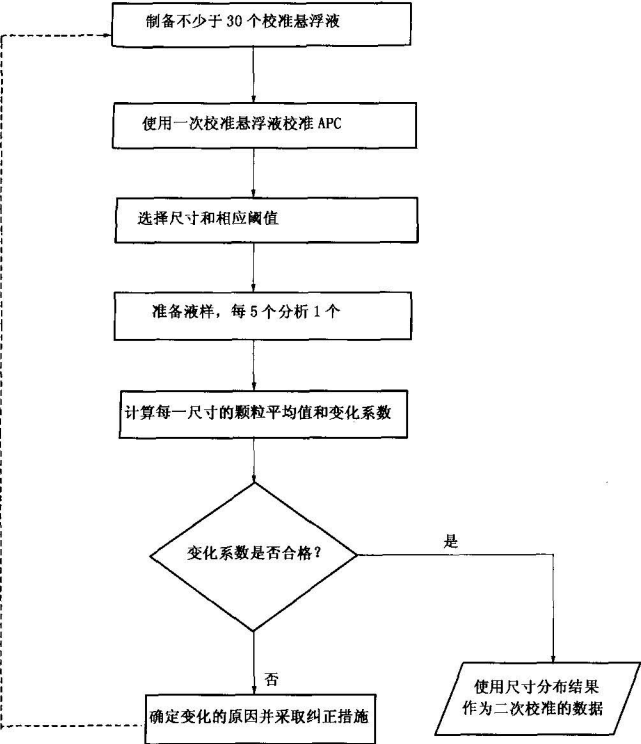 制备不少于30个校准悬浮液
使用一次校准悬浮液校准APC
选择尺寸和相应阈值
准备液样，每5个分析1个
计算每一尺寸的颗粒平均值和变化系数
变化系数是否合格？
是
否
使用尺寸分布结果
作为二次校准的数据
确定变化的原因并采取纠正措施